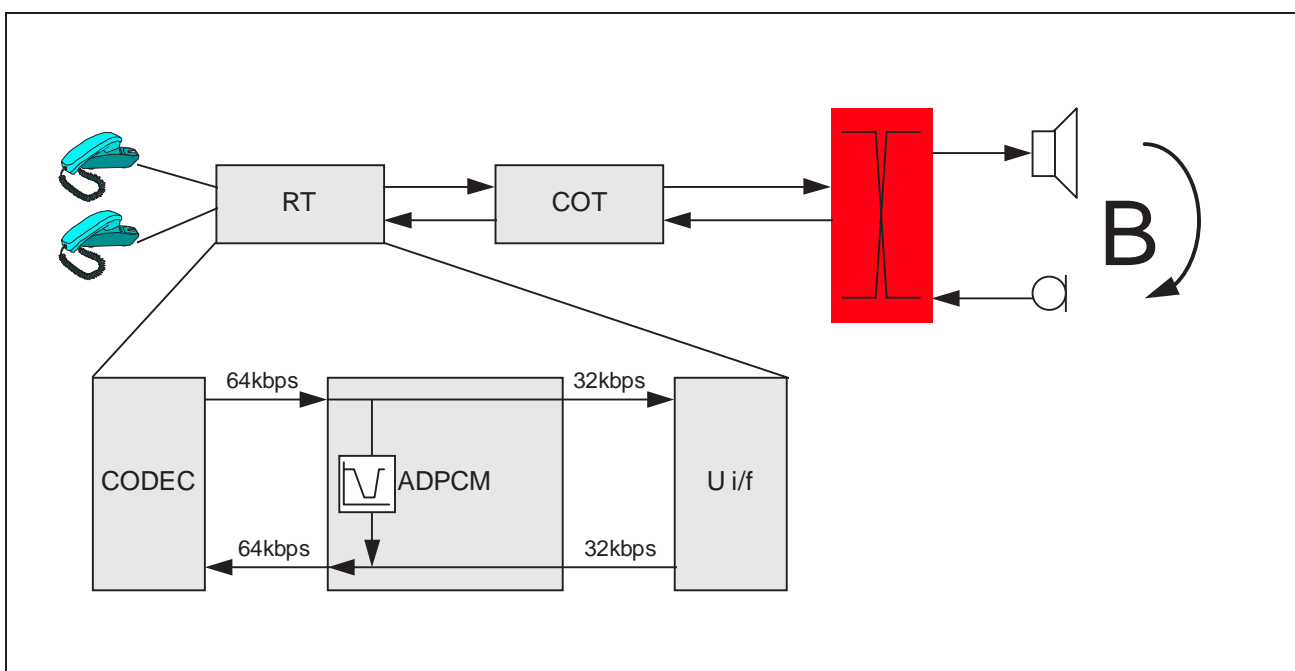 RT
COT
B
64kbps
32kbps
CODEC
ADPCM
U i/f
64kbps
32kbps